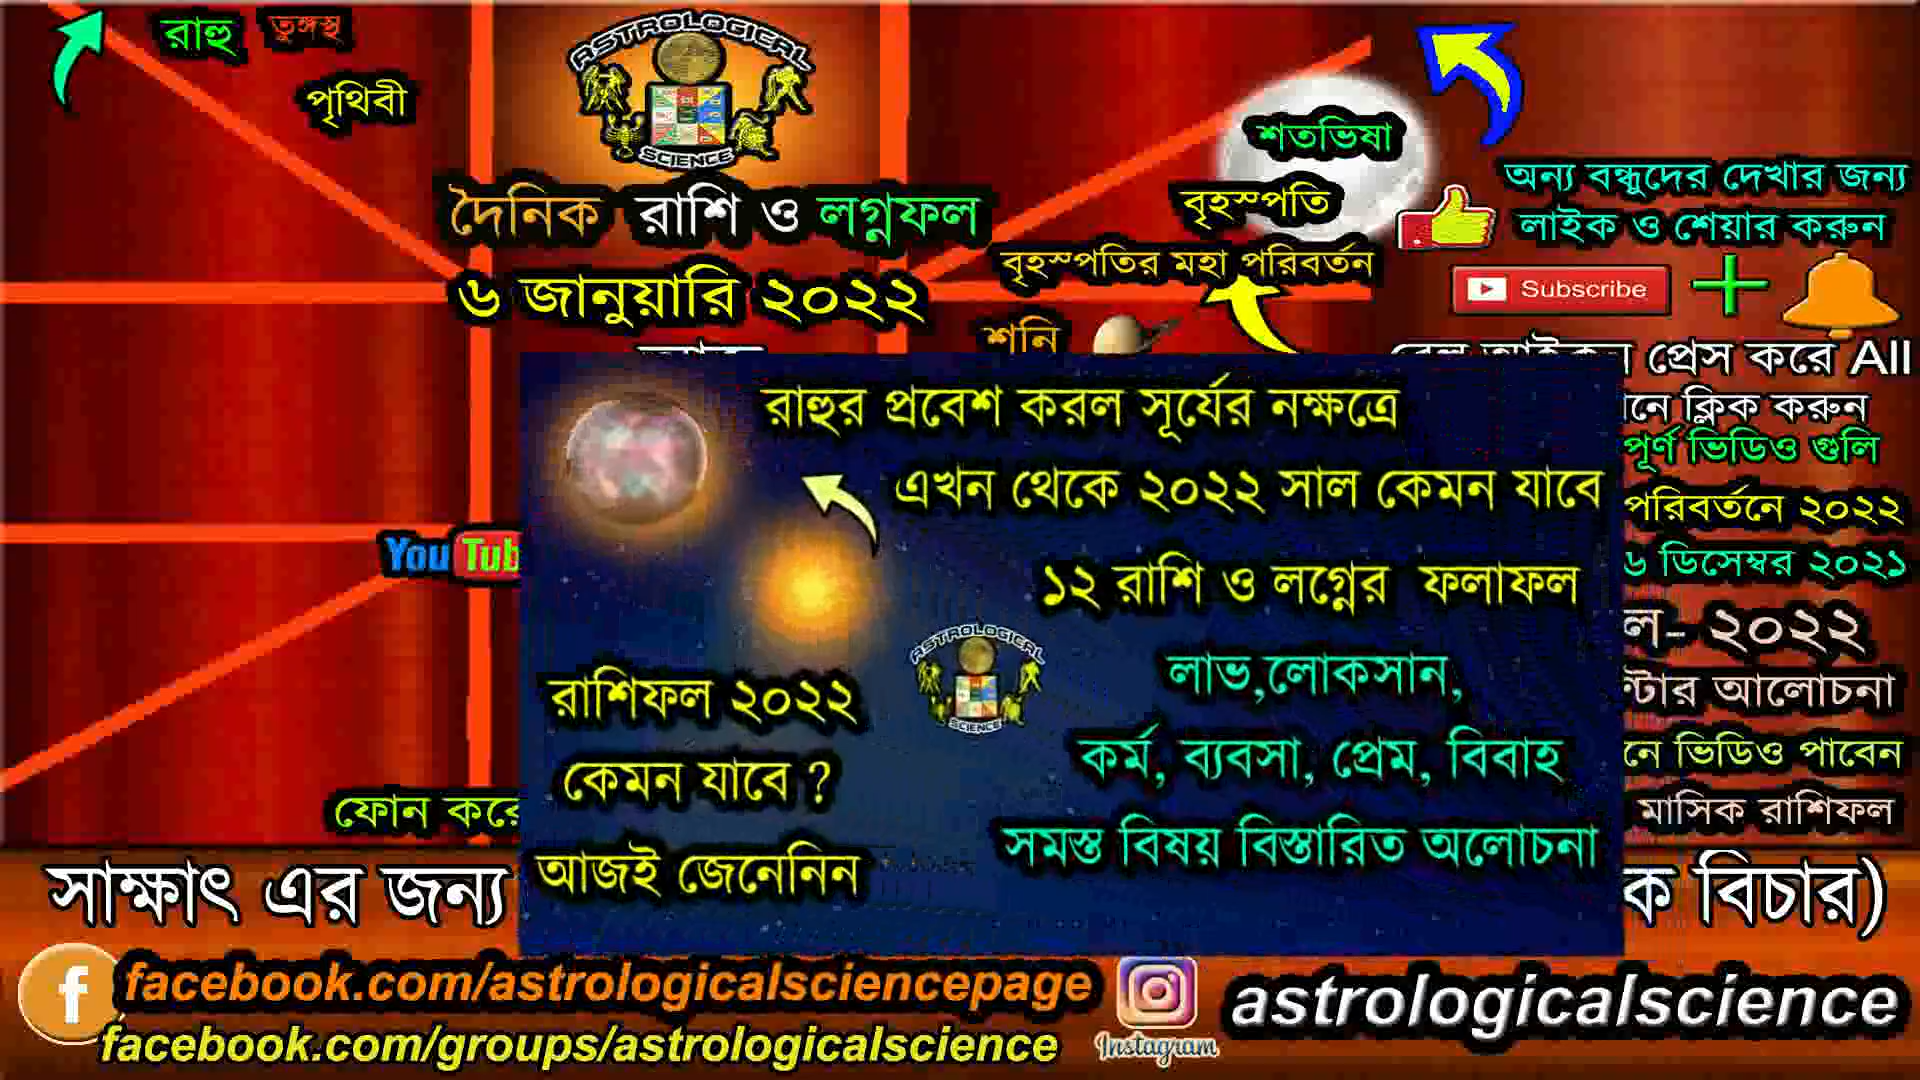 রাহু তুঙ্গস্থ
পৃথিবী
ASTROLOGICAL
SCIENCE
দৈনিক রাশি ও লগ্নফল
৬ জানুয়ারি ২০২২
শতভিষা
বৃহস্পতি
বৃহস্পতির মহা পরিবর্তন
শনি
অন্য বন্ধুদের দেখার জন্য
লাইক ও শেয়ার করুন
Subscribe
প্রেস করে All
ক্লিক করুন
পূর্ণ ভিডিও গুলি
পরিবর্তনে ২০২২
৬ ডিসেম্বর ২০২১
ল- ২০২২
ন্টার আলোচনা
নে ভিডিও পাবেন
মাসিক রাশিফল
YouTub
রাহুর প্রবেশ করল সূর্যের নক্ষত্রে
এখন থেকে ২০২২ সাল কেমন যাবে
১২ রাশি ও লগ্নের ফলাফল
ASTROLOGICAL
SCIENCE
লাভ,লোকসান,
কর্ম, ব্যবসা, প্রেম, বিবাহ
সমস্ত বিষয় বিস্তারিত অলোচনা
রাশিফল ২০২২
কেমন যাবে ?
আজই জেনেনিন
ফোন করে
সাক্ষাৎ এর জন্য
ক বিচার)
facebook.com/astrologicalsciencepage
facebook.com/groups/astrologicalscience
Instagram
astrologicalscience